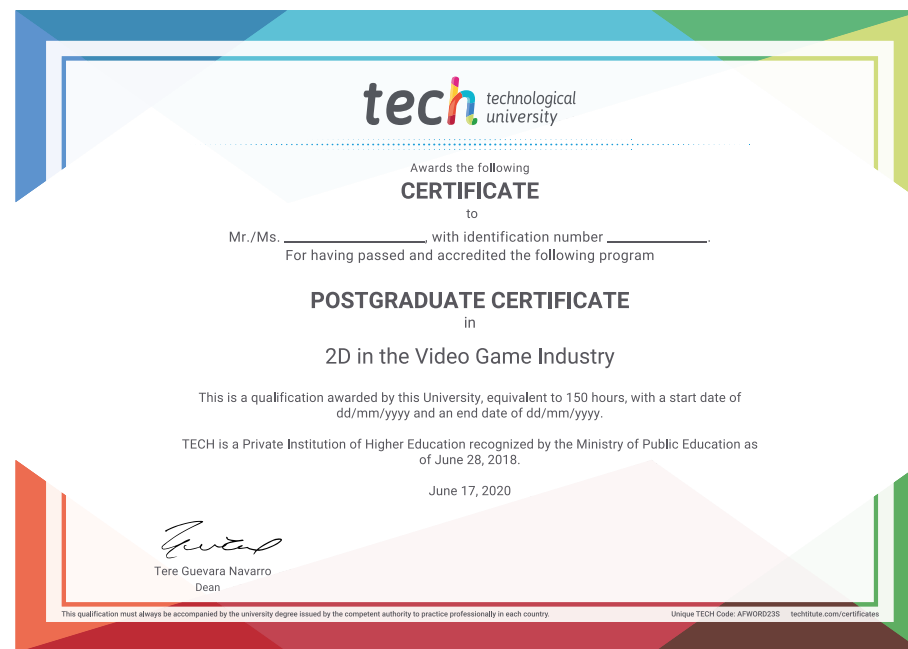 tech technological
university
Awards the following
CERTIFICATE
to
Mr./Ms. ____________________, with identification number ______________.
For having passed and accredited the following program
POSTGRADUATE CERTIFICATE
in
2D in the Video Game Industry
This is a qualification awarded by this University, equivalent to 150 hours, with a start date of
dd/mm/yyyy and an end date of dd/mm/yyyy.
TECH is a Private Institution of Higher Education recognized by the Ministry of Public Education as
of June 28, 2018.
June 17, 2020
Tere Guevara Navarro
Dean
This qualification must always be accompanied by the university degree issued by the competent authority to practice professionally in each country. Unique TECH Code: AFWORD23S techtitute.com/certificates